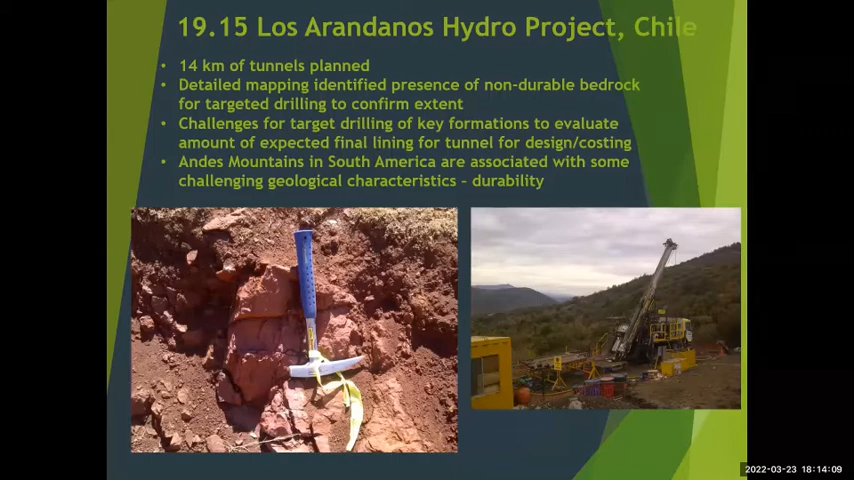 19.15 Los Arandanos Hydro Project, Chile
• 14 km of tunnels planned
• Detailed mapping identified presence of non-durable bedrock
for targeted drilling to confirm extent
• Challenges for target drilling of key formations to evaluate
amount of expected final lining for tunnel for design/costing
• Andes Mountains in South America are associated with some
challenging geological characteristics – durability
2022-03-23 18:14:09